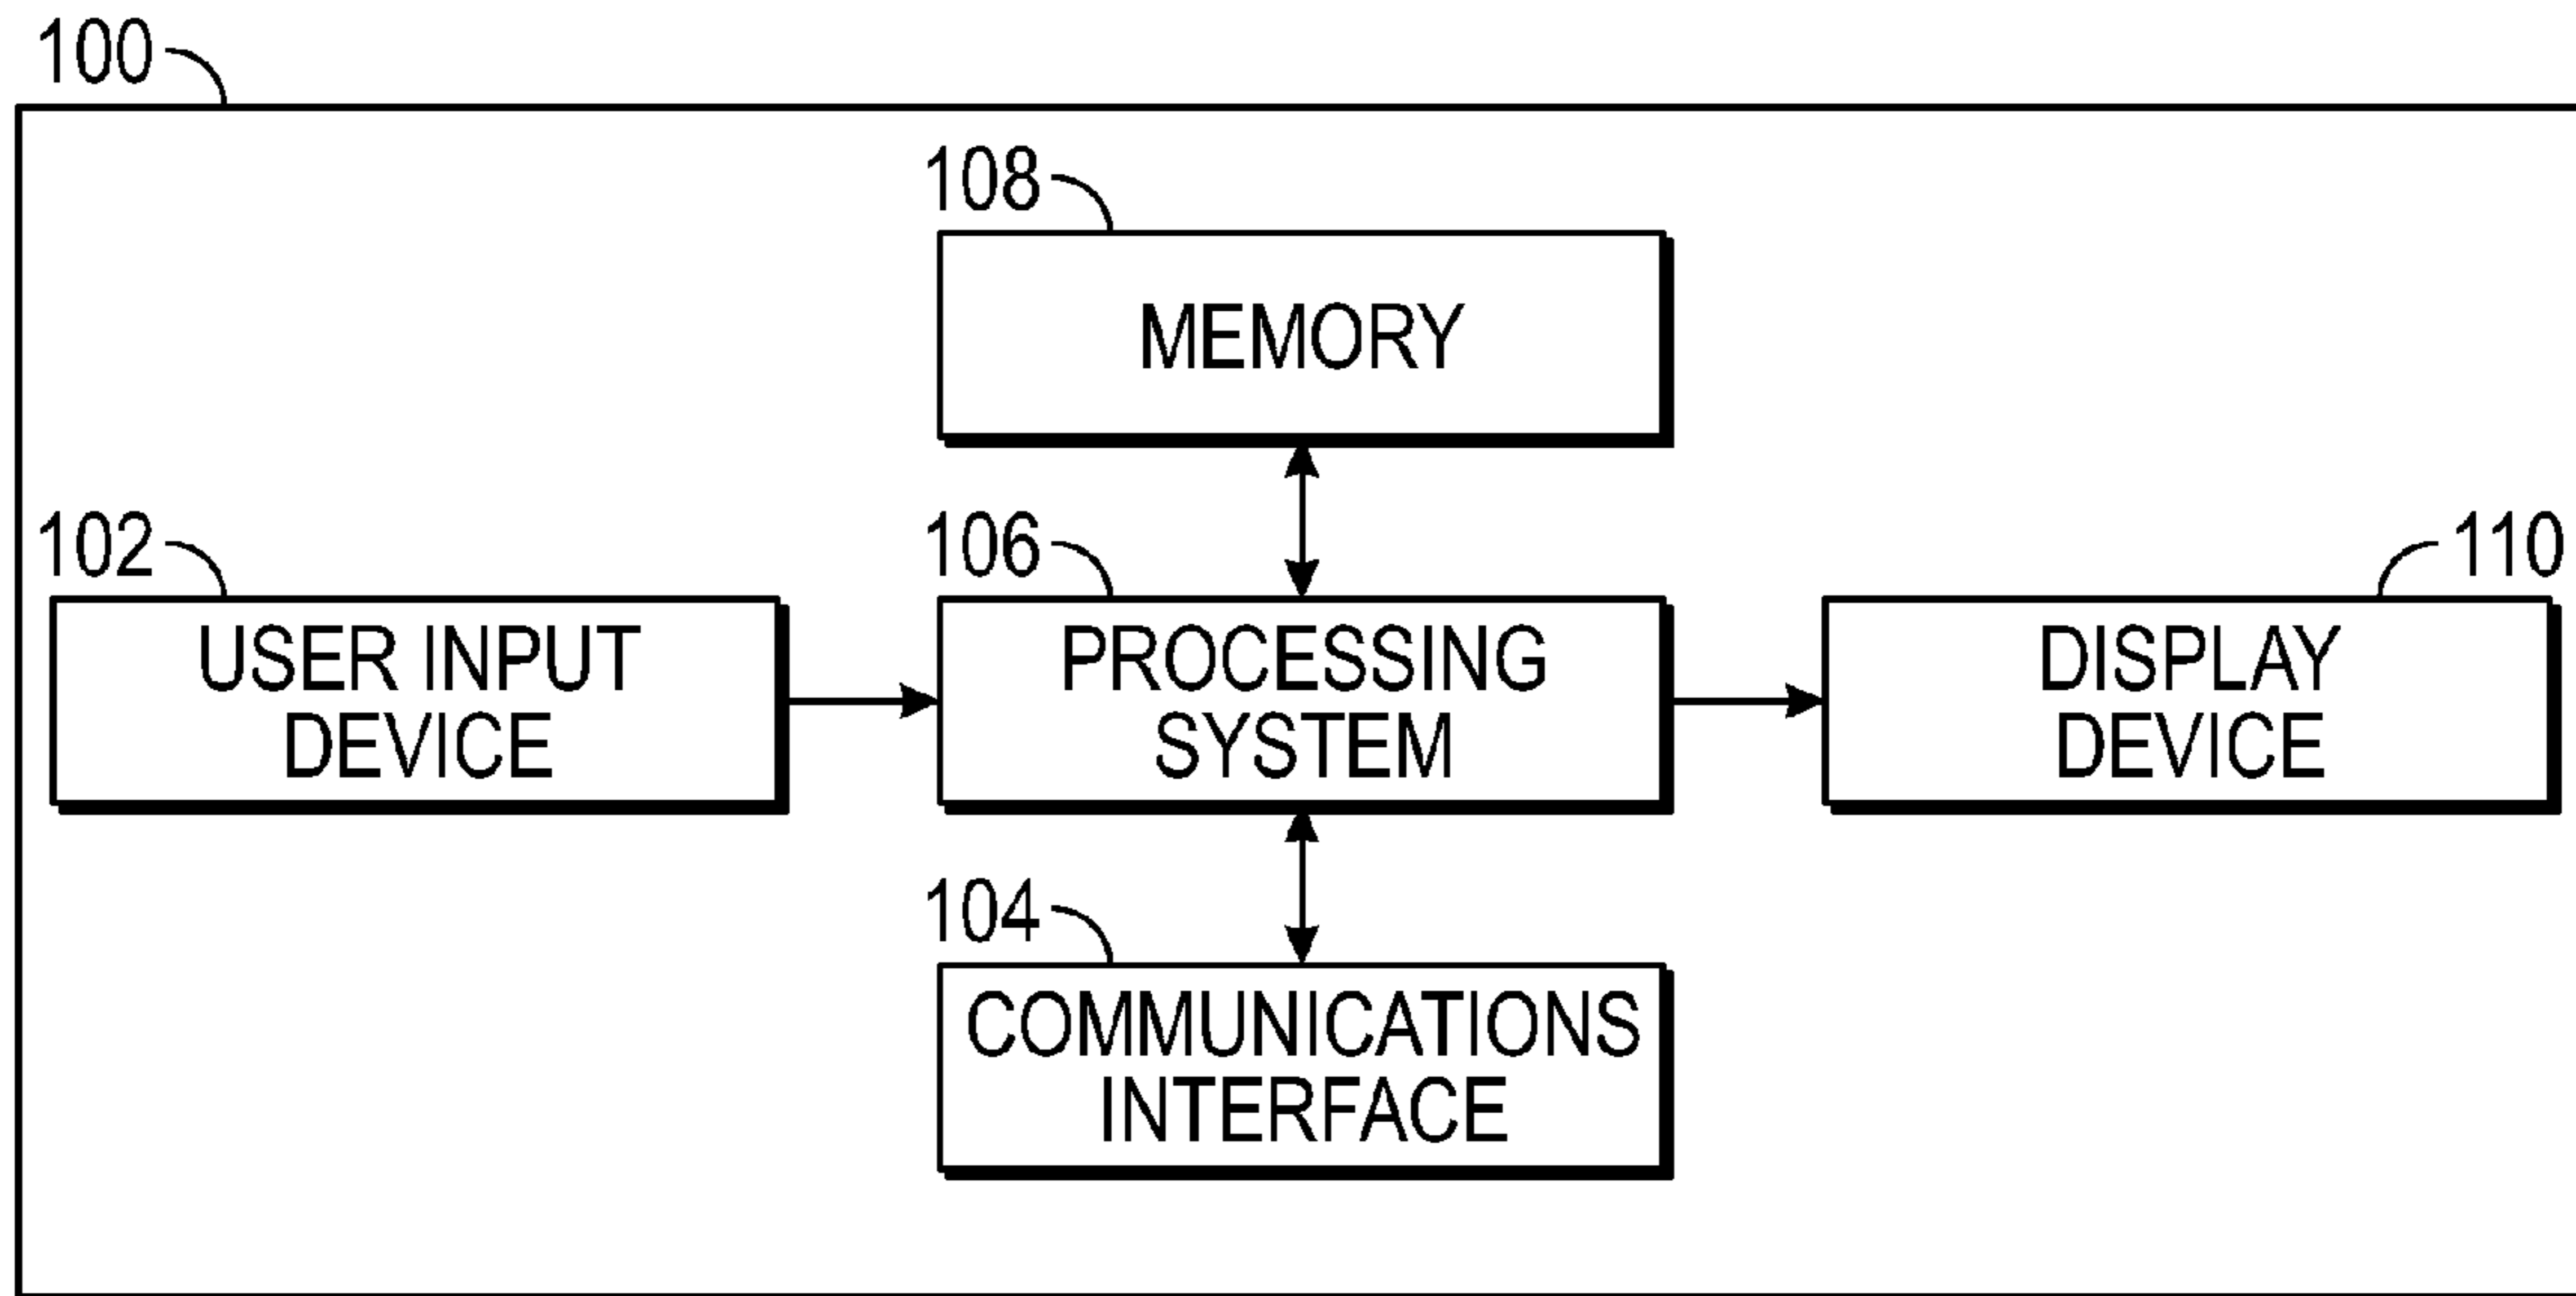 100
108
MEMORY
102
106
110
USER INPUT
DEVICE
PROCESSING
SYSTEM
DISPLAY
DEVICE
104
COMMUNICATIONS
INTERFACE